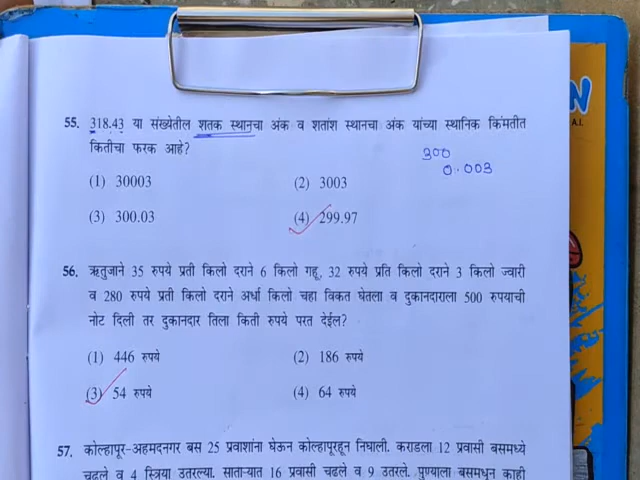 55. 318.43 या संख्येतील शतक स्थानचा अंक व शतांश स्थानचा अंक यांच्या स्थानिक किंमतीत
कितीचा फरक आहे?
300
0.003
(1) 30003 (2) 3003
(3) 300.03 (4) 299.97
56. ऋतुजाने 35 रुपये प्रती किलो दराने 6 किलो गहू, 32 रुपये प्रति किलो दराने 3 किलो ज्वारी
व 280 रुपये प्रती किलो दराने अर्धा किलो चहा विकत घेतला व दुकानदाराला 500 रुपयाची
नोट दिली तर दुकानदार तिला किती रुपये परत देईल?
(1) 446 रुपये (2) 186 रुपये
(3) 54 रुपये (4) 64 रुपये
57. कोल्हापूर-अहमदनगर बस 25 प्रवाशांना घेऊन कोल्हापूरहून निघाली. कराडला 12 प्रवासी बसमध्ये
चढले व 4 स्त्रिया उतरल्या. साताऱ्यात 16 प्रवासी चढले व 9 उतरले. पुण्याला बसमधून काही
N
A.I.